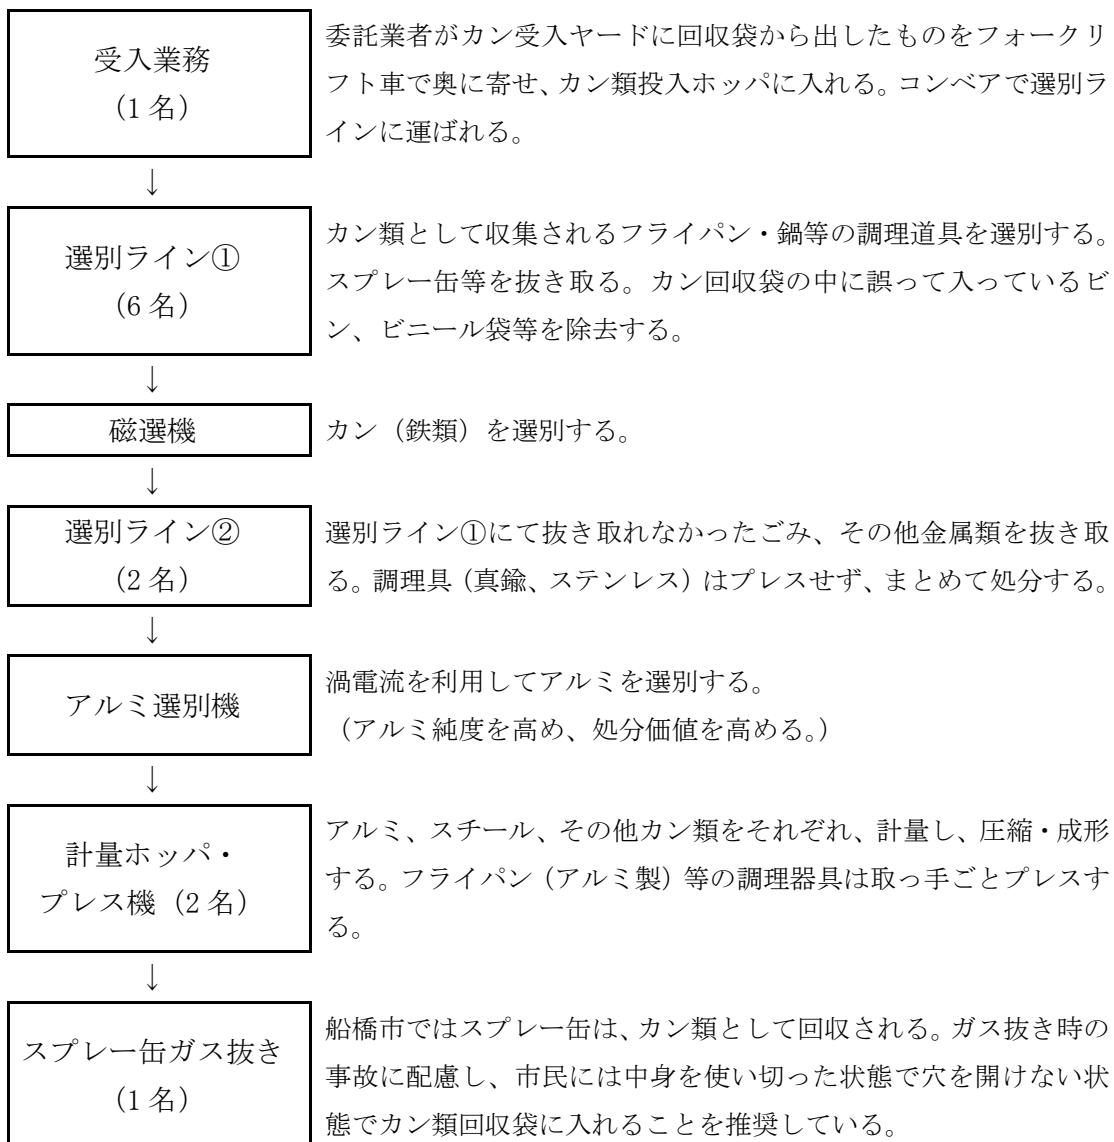 受入業務
（1 名）
委託業者がカン受入ヤードに回収袋から出したものをフォークリ
フト車で奥に寄せ、カン類投入ホッパに入れる。コンベアで選別ラ
インに運ばれる。
↓
選別ライン①
（6 名）
カン類として収集されるフライパン・鍋等の調理道具を選別する。
スプレー缶等を抜き取る。カン回収袋の中に誤って入っているビ
ン、ビニール袋等を除去する。
↓
磁選機
カン（鉄類）を選別する。
↓
選別ライン②
（2 名）
選別ライン①にて抜き取れなかったごみ、その他金属類を抜き取
る。調理具（真鍮、ステンレス）はプレスせず、まとめて処分する。
↓
アルミ選別機
渦電流を利用してアルミを選別する。
（アルミ純度を高め、処分価値を高める。）
↓
計量ホッパ・
プレス機（2 名）
アルミ、スチール、その他カン類をそれぞれ、計量し、圧縮・成形
する。フライパン（アルミ製）等の調理器具は取っ手ごとプレスす
る。
↓
スプレー缶ガス抜き
（1 名）
船橋市ではスプレー缶は、カン類として回収される。ガス抜き時の
事故に配慮し、市民には中身を使い切った状態で穴を開けない状
態でカン類回収袋に入れることを推奨している。